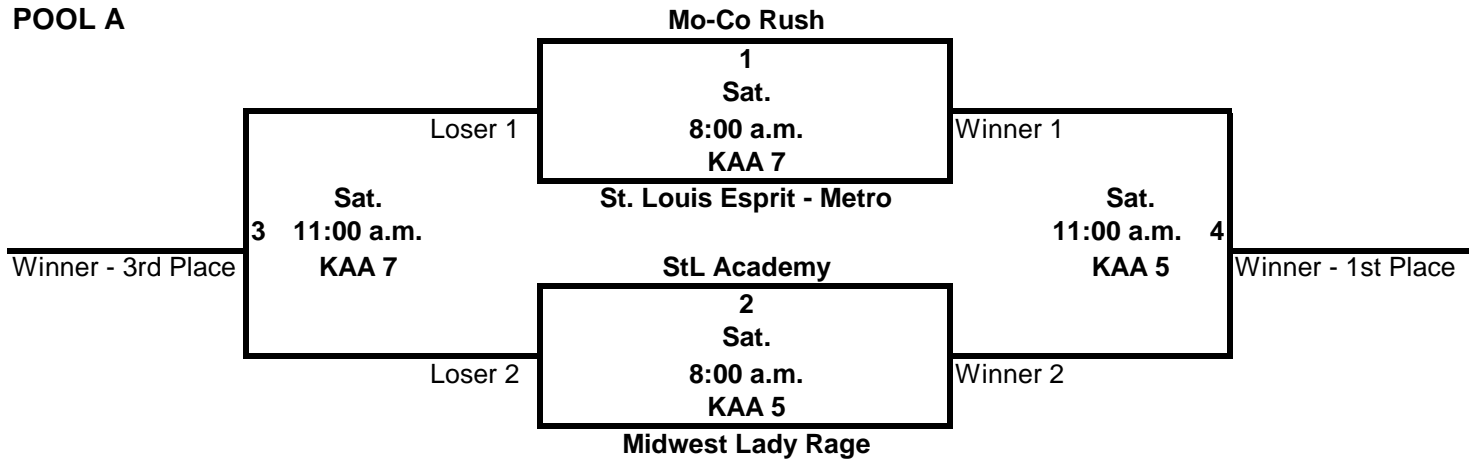 POOL A
Mo-Co Rush
1
Sat.
8:00 a.m.
KAA 7
Loser 1
Winner 1
St. Louis Esprit - Metro
Sat.
3 11:00 a.m.
KAA 7
Winner - 3rd Place
Sat.
11:00 a.m. 4
KAA 5
Winner - 1st Place
StL Academy
2
Sat.
8:00 a.m.
KAA 5
Loser 2
Winner 2
Midwest Lady Rage